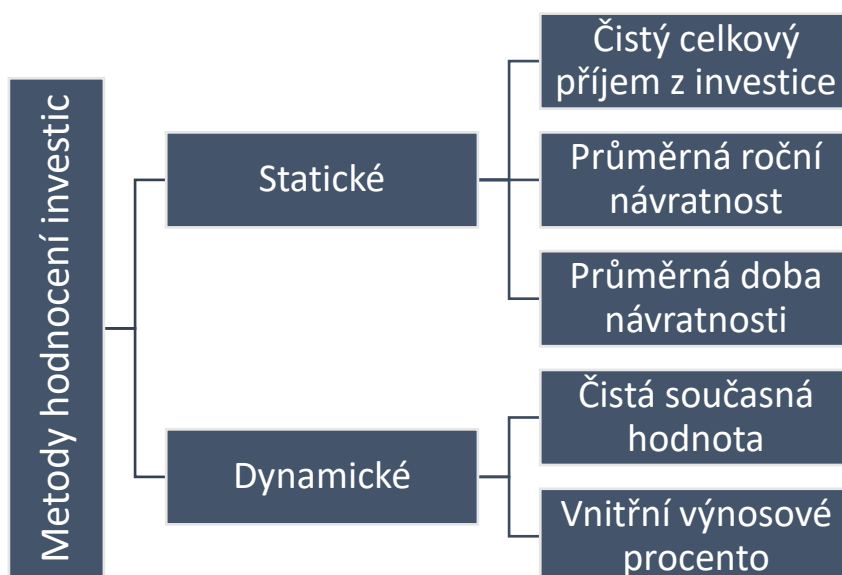 Metody hodnocení investic
Statické
Čistý celkový
příjem z investice
Průměrná roční
návratnost
Průměrná doba
návratnosti
Dynamické
Čistá současná
hodnota
Vnitřní výnosové
procento